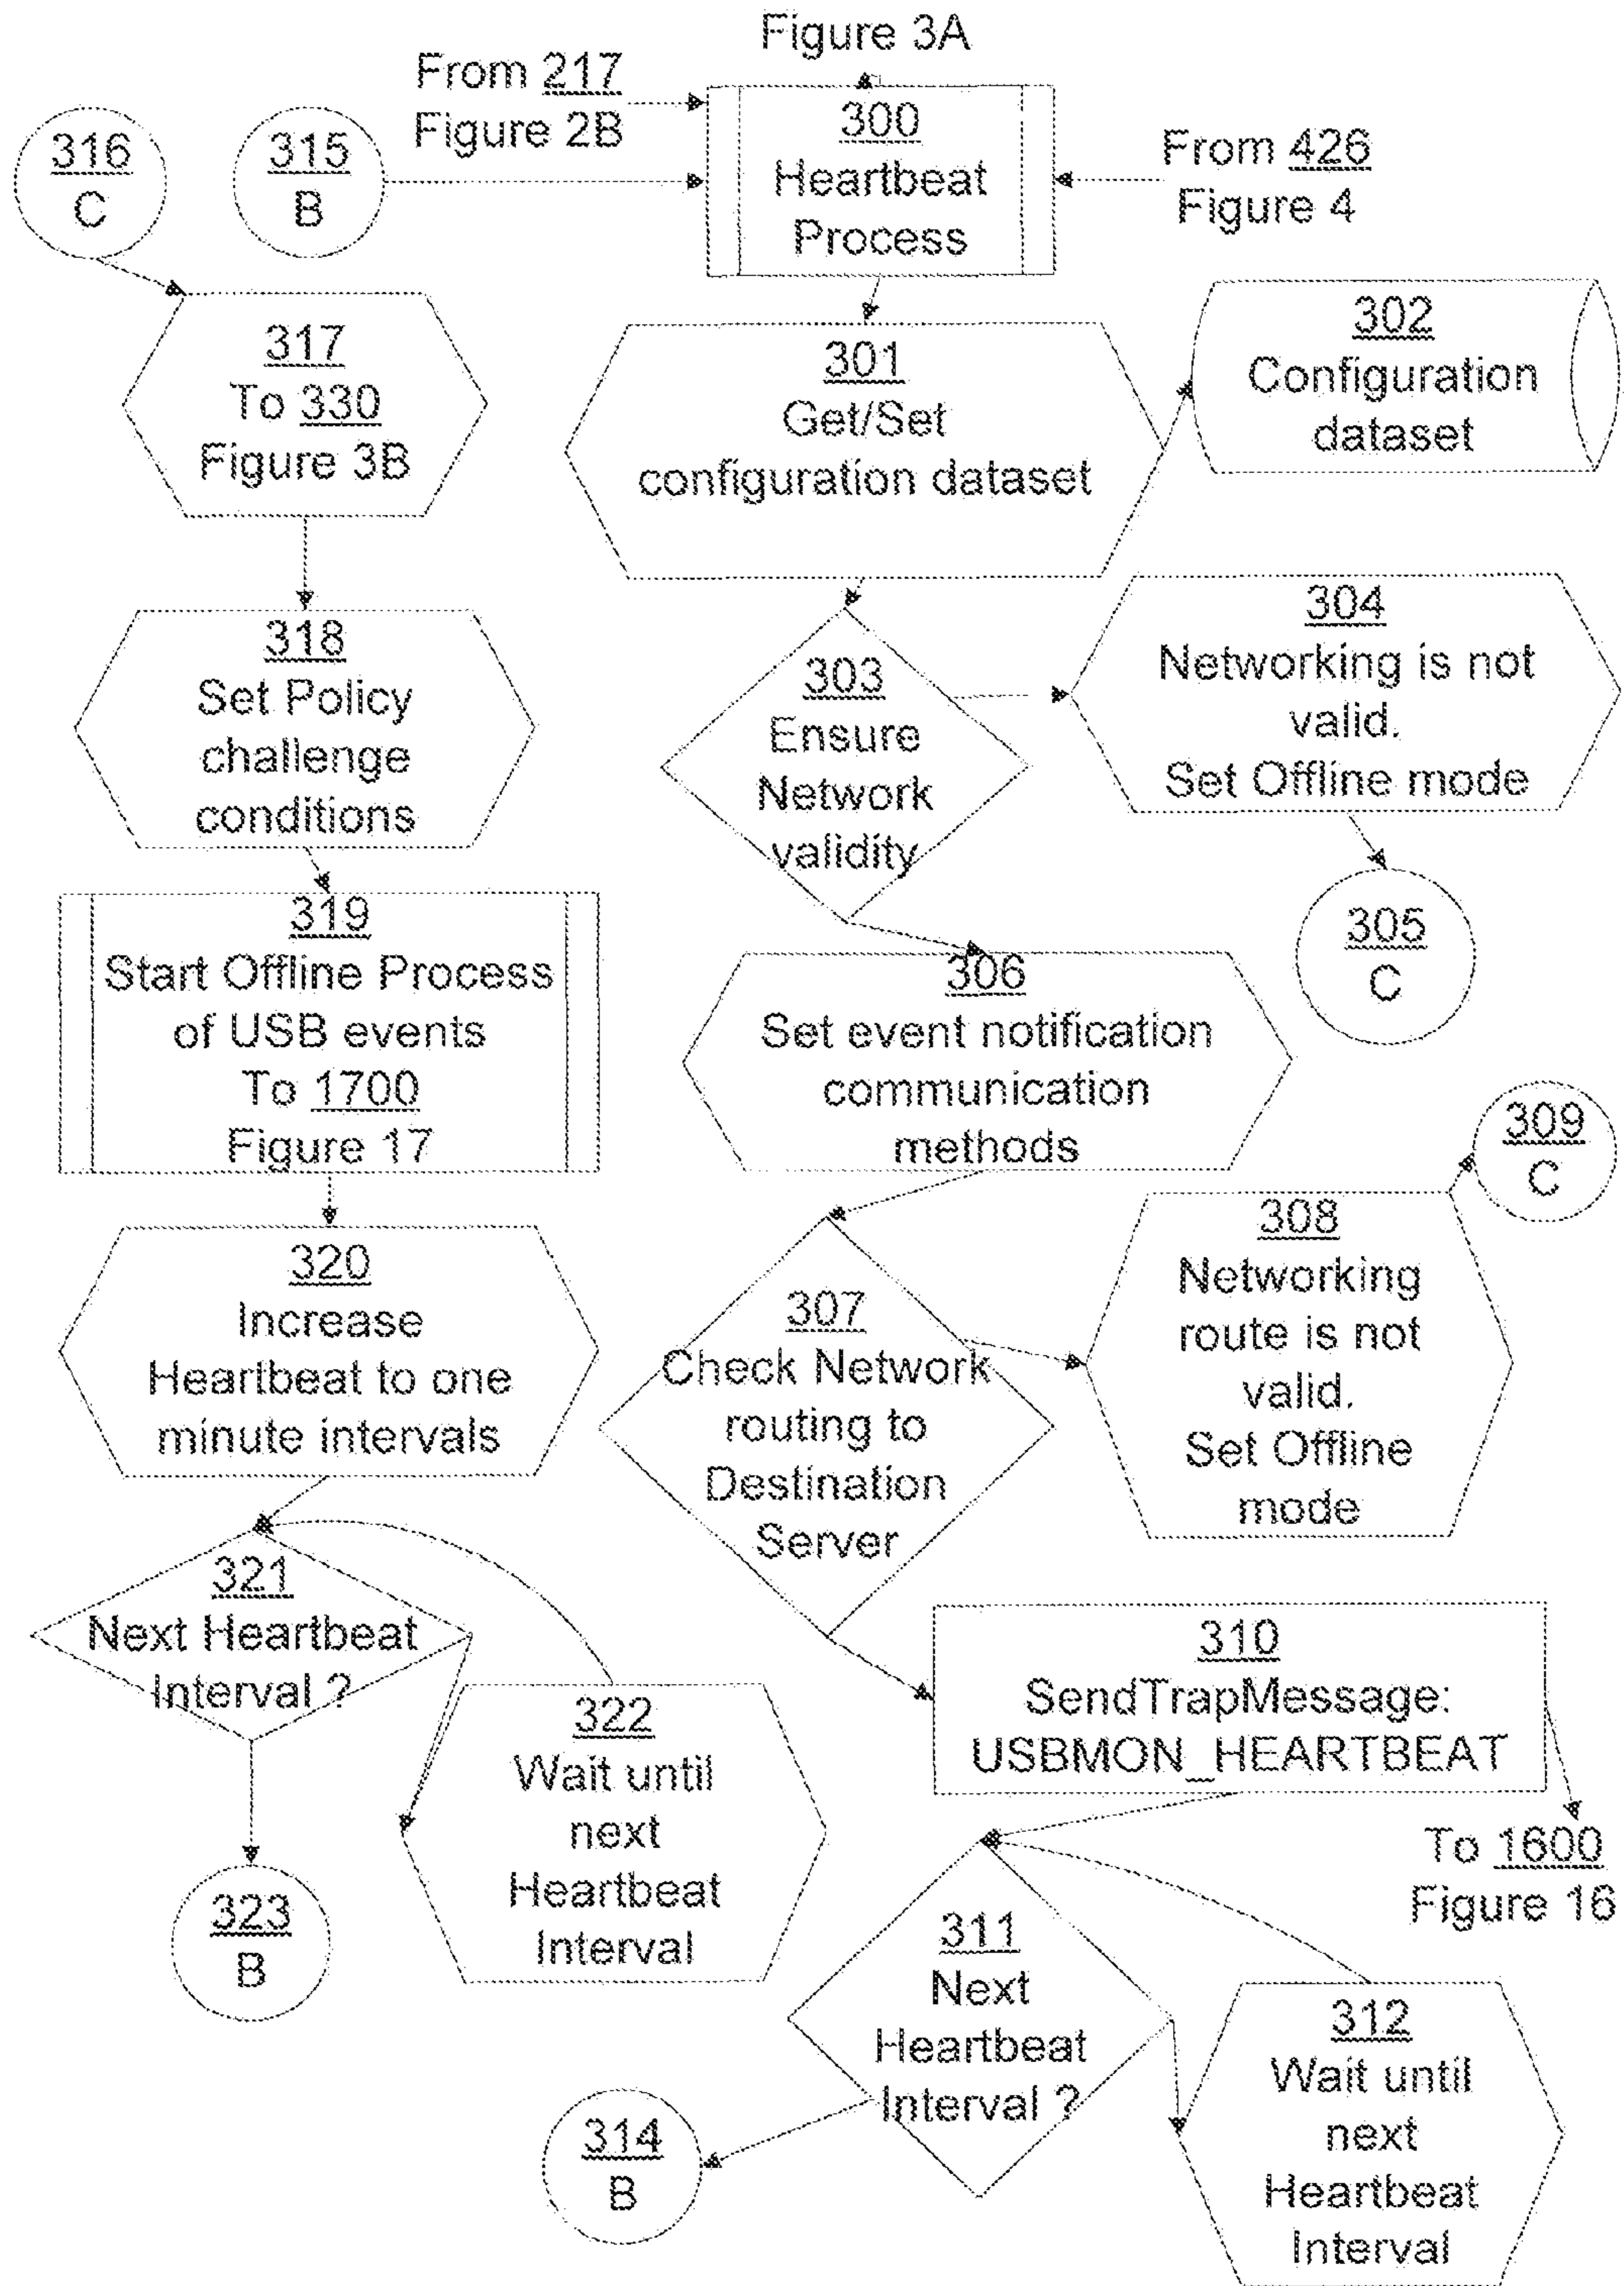 Figure 3A
From 217
Figure 2B
300
Heartbeat
Process
From 426
Figure 4
316
C
315
B
317
To 330
Figure 3B
301
Get/Set
configuration dataset
302
Configuration
dataset
318
Set Policy
challenge
conditions
303
Ensure
Network
validity
304
Networking is not
valid.
Set Offline mode
305
C
319
Start Offline Process
of USB events
To 1700
Figure 17
306
Set event notification
communication
methods
309
C
320
Increase
Heartbeat to one
minute intervals
307
Check Network
routing to
Destination
Server
308
Networking
route is not
valid.
Set Offline
mode
321
Next Heartbeat
Interval ?
322
Wait until
next
Heartbeat
Interval
323
B
310
SendTrapMessage:
USBMON_HEARTBEAT
To 1600
Figure 16
311
Next
Heartbeat
Interval ?
312
Wait until
next
Heartbeat
Interval
314
B